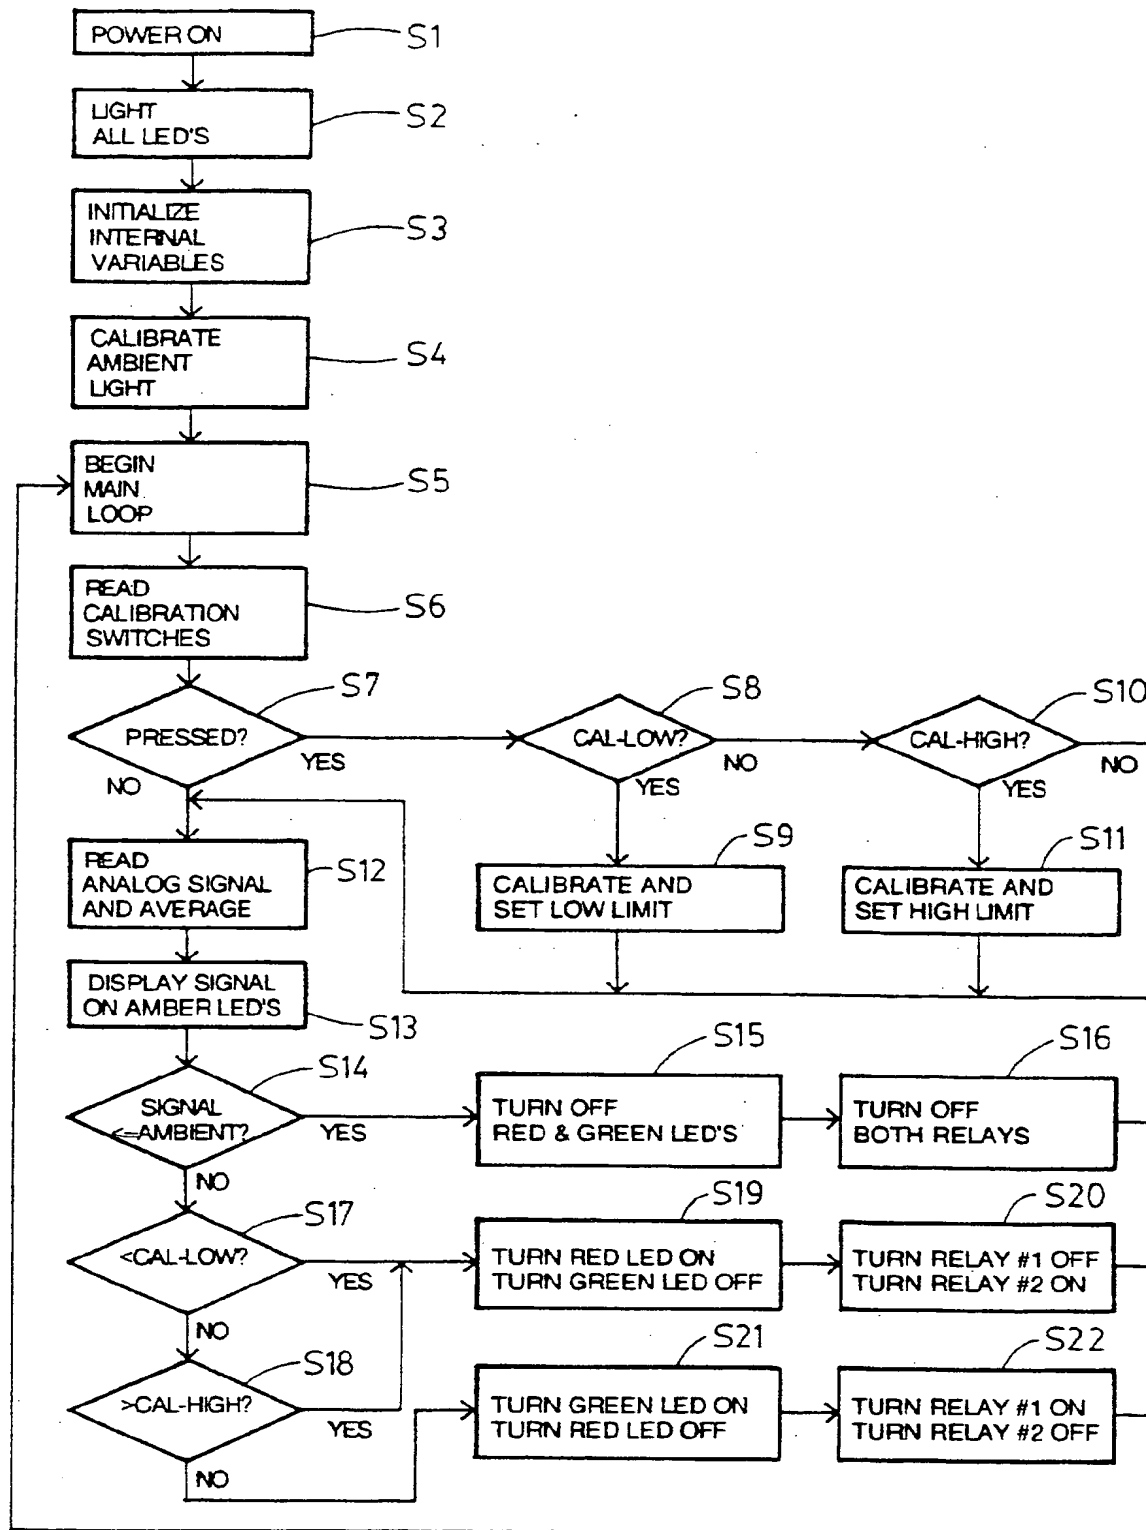 POWER ON
S1
LIGHT
ALL LED'S
S2
INITIALIZE
INTERNAL
VARIABLES
S3
CALIBRATE
AMBIENT
LIGHT
S4
BEGIN
MAIN
LOOP
S5
READ
CALIBRATION
SWITCHES
S6
PRESSED?
S7
YES
NO
CAL-LOW?
S8
NO
YES
CAL-HIGH?
S10
NO
YES
CALIBRATE AND
SET LOW LIMIT
S9
CALIBRATE AND
SET HIGH LIMIT
S11
READ
ANALOG SIGNAL
AND AVERAGE
S12
DISPLAY SIGNAL
ON AMBER LED'S
S13
SIGNAL
<=AMBIENT?
S14
YES
NO
TURN OFF
RED & GREEN LED'S
S15
TURN OFF
BOTH RELAYS
S16
<CAL-LOW?
S17
YES
NO
TURN RED LED ON
TURN GREEN LED OFF
S19
TURN RELAY #1 OFF
TURN RELAY #2 ON
S20
>CAL-HIGH?
S18
YES
NO
TURN GREEN LED ON
TURN RED LED OFF
S21
TURN RELAY #1 ON
TURN RELAY #2 OFF
S22